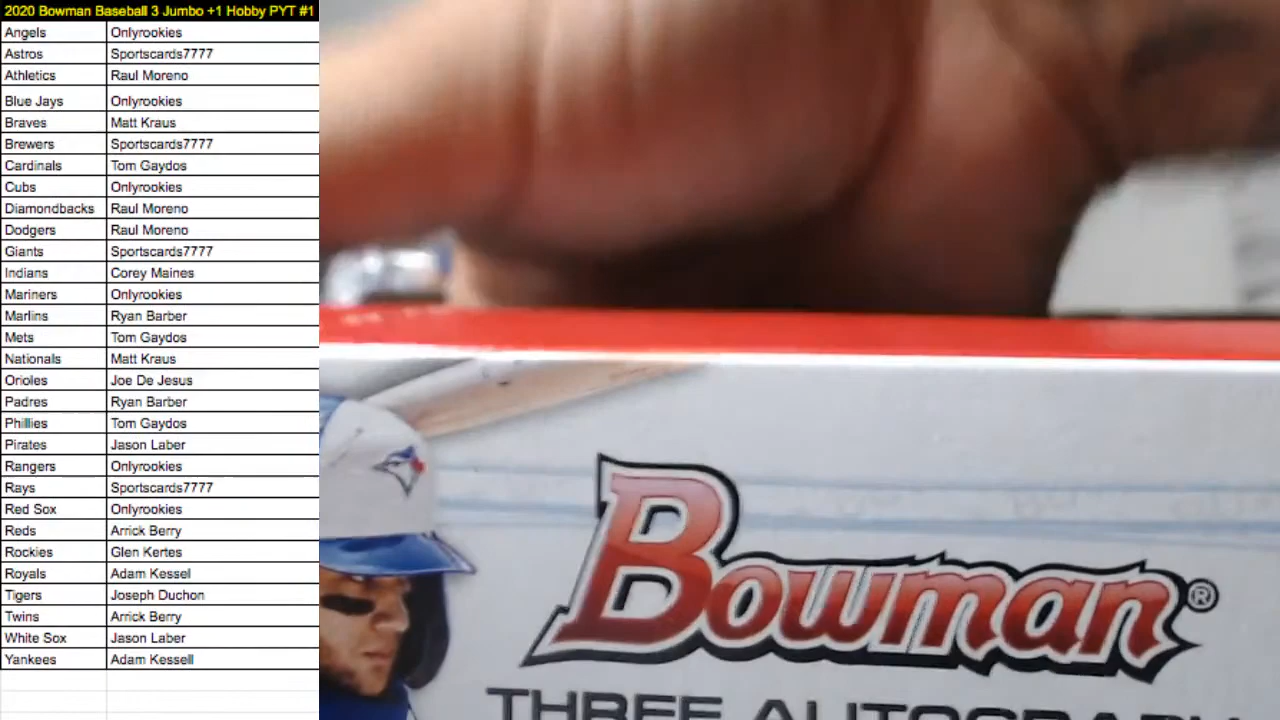 2020 Bowman Baseball 3 Jumbo +1 Hobby PYT #1
Angels Onlyrookies
Astros Sportscards7777
Athletics Raul Moreno
Blue Jays Onlyrookies
Braves Matt Kraus
Brewers Sportscards7777
Cardinals Tom Gaydos
Cubs Onlyrookies
Diamondbacks Raul Moreno
Dodgers Raul Moreno
Giants Sportscards7777
Indians Corey Maines
Mariners Onlyrookies
Marlins Ryan Barber
Mets Tom Gaydos
Nationals Matt Kraus
Orioles Joe De Jesus
Padres Ryan Barber
Phillies Tom Gaydos
Pirates Jason Laber
Rangers Onlyrookies
Rays Sportscards7777
Red Sox Onlyrookies
Reds Arrick Berry
Rockies Glen Kertes
Royals Adam Kessel
Tigers Joseph Duchon
Twins Arrick Berry
White Sox Jason Laber
Yankees Adam Kessell
Bowman®
THREE AUTOGRAPH